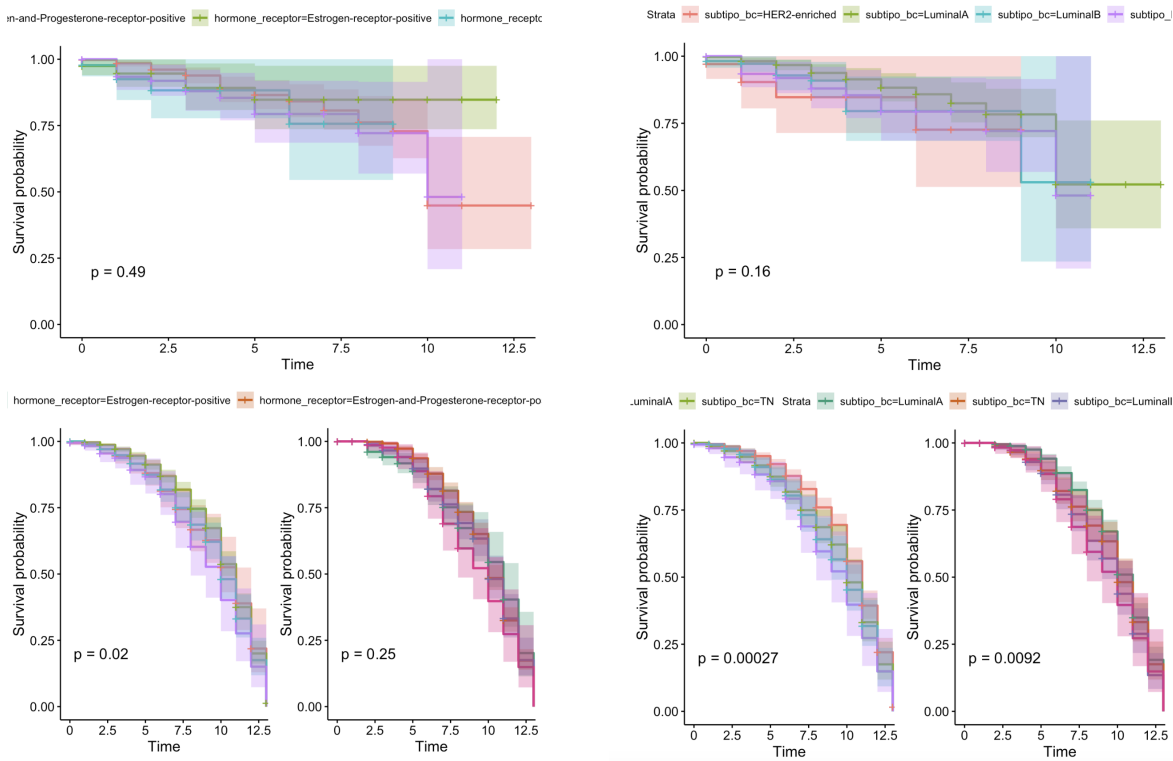 en-and-Progesterone-receptor-positive hormone_receptor=Estrogen-receptor-positive hormone_recepto
Strata subtipo_bc=HER2-enriched subtipo_bc=LuminalA subtipo_bc=LuminalB subtipo_
1.00
0.75
0.50
0.25
0.00
Survival probability
p = 0.49
0 2.5 5 7.5 10 12.5
Time
1.00
0.75
0.50
0.25
0.00
Survival probability
p = 0.16
0 2.5 5 7.5 10 12.5
Time
hormone_receptor=Estrogen-receptor-positive hormone_receptor=Estrogen-and-Progesterone-receptor-po
LuminalA subtipo_bc=TN Strata subtipo_bc=LuminalA subtipo_bc=TN subtipo_bc=Luminal
1.00
0.75
0.50
0.25
0.00
Survival probability
p = 0.02
0 2.5 5 7.5 10 12.5
Time
1.00
0.75
0.50
0.25
0.00
Survival probability
p = 0.25
0 2.5 5 7.5 10 12.5
Time
1.00
0.75
0.50
0.25
0.00
Survival probability
p = 0.00027
0 2.5 5 7.5 10 12.5
Time
1.00
0.75
0.50
0.25
0.00
Survival probability
p = 0.0092
0 2.5 5 7.5 10 12.5
Time